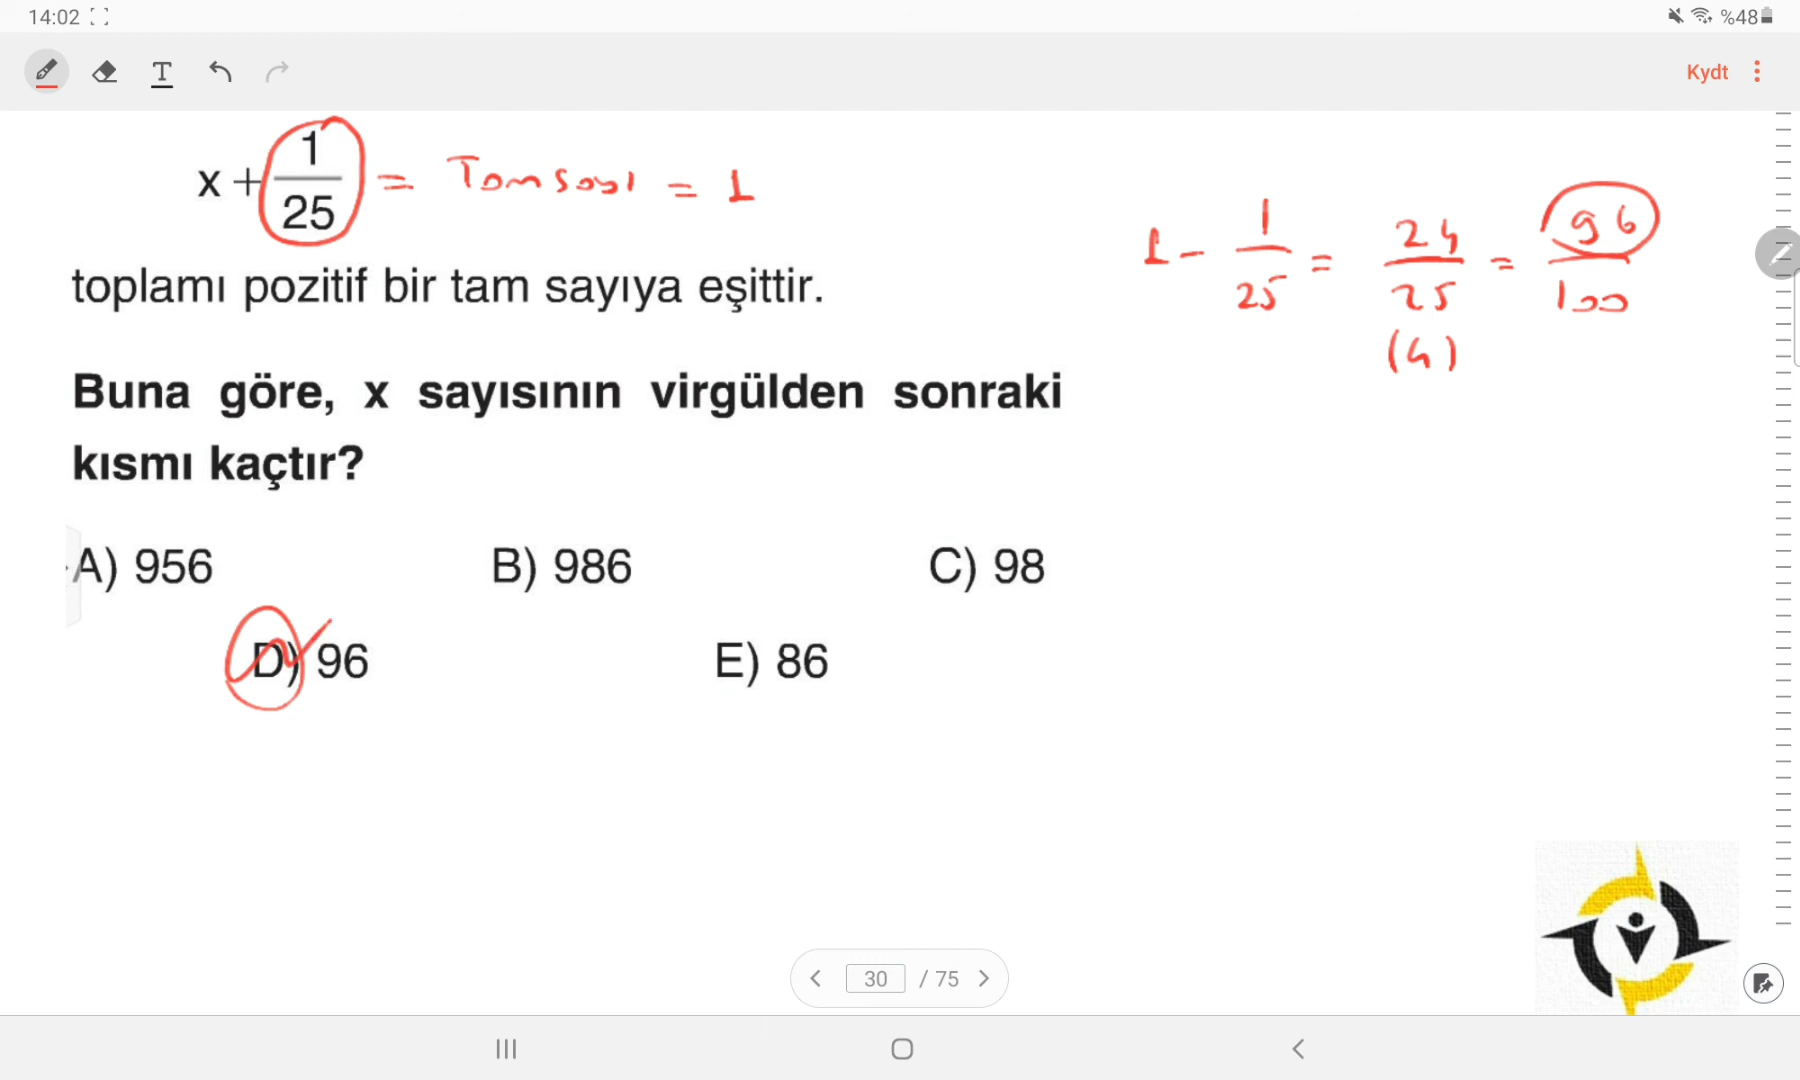 14:02
%48
T
Kydt
x + 1/25 = Tam sayı = 1
1 - 1/25 = 24/25 = 96/100
(4)
toplamı pozitif bir tam sayıya eşittir.
Buna göre, x sayısının virgülden sonraki
kısmı kaçtır?
A) 956 B) 986 C) 98
D) 96 E) 86
30 / 75